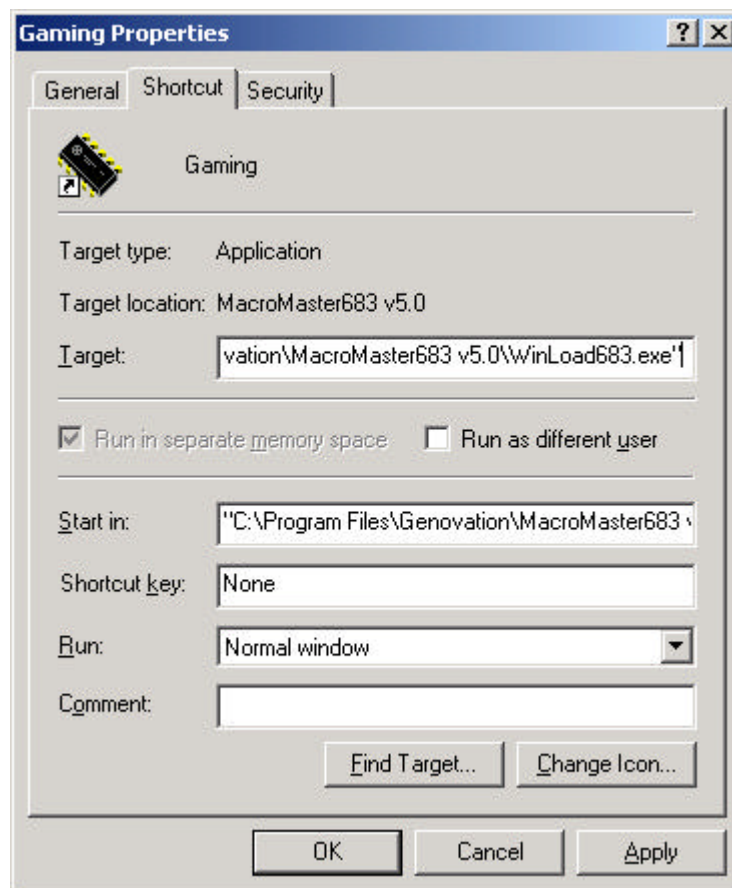 Gaming Properties
General Shortcut Security
Gaming
Target type: Application
Target location: MacroMaster683 v5.0
Target: vation\MacroMaster683 v5.0\WinLoad683.exe"
Run in separate memory space Run as different user
Start in: "C:\Program Files\Genovation\MacroMaster683
Shortcut key: None
Run: Normal window
Comment:
Find Target... Change Icon...
OK Cancel Apply